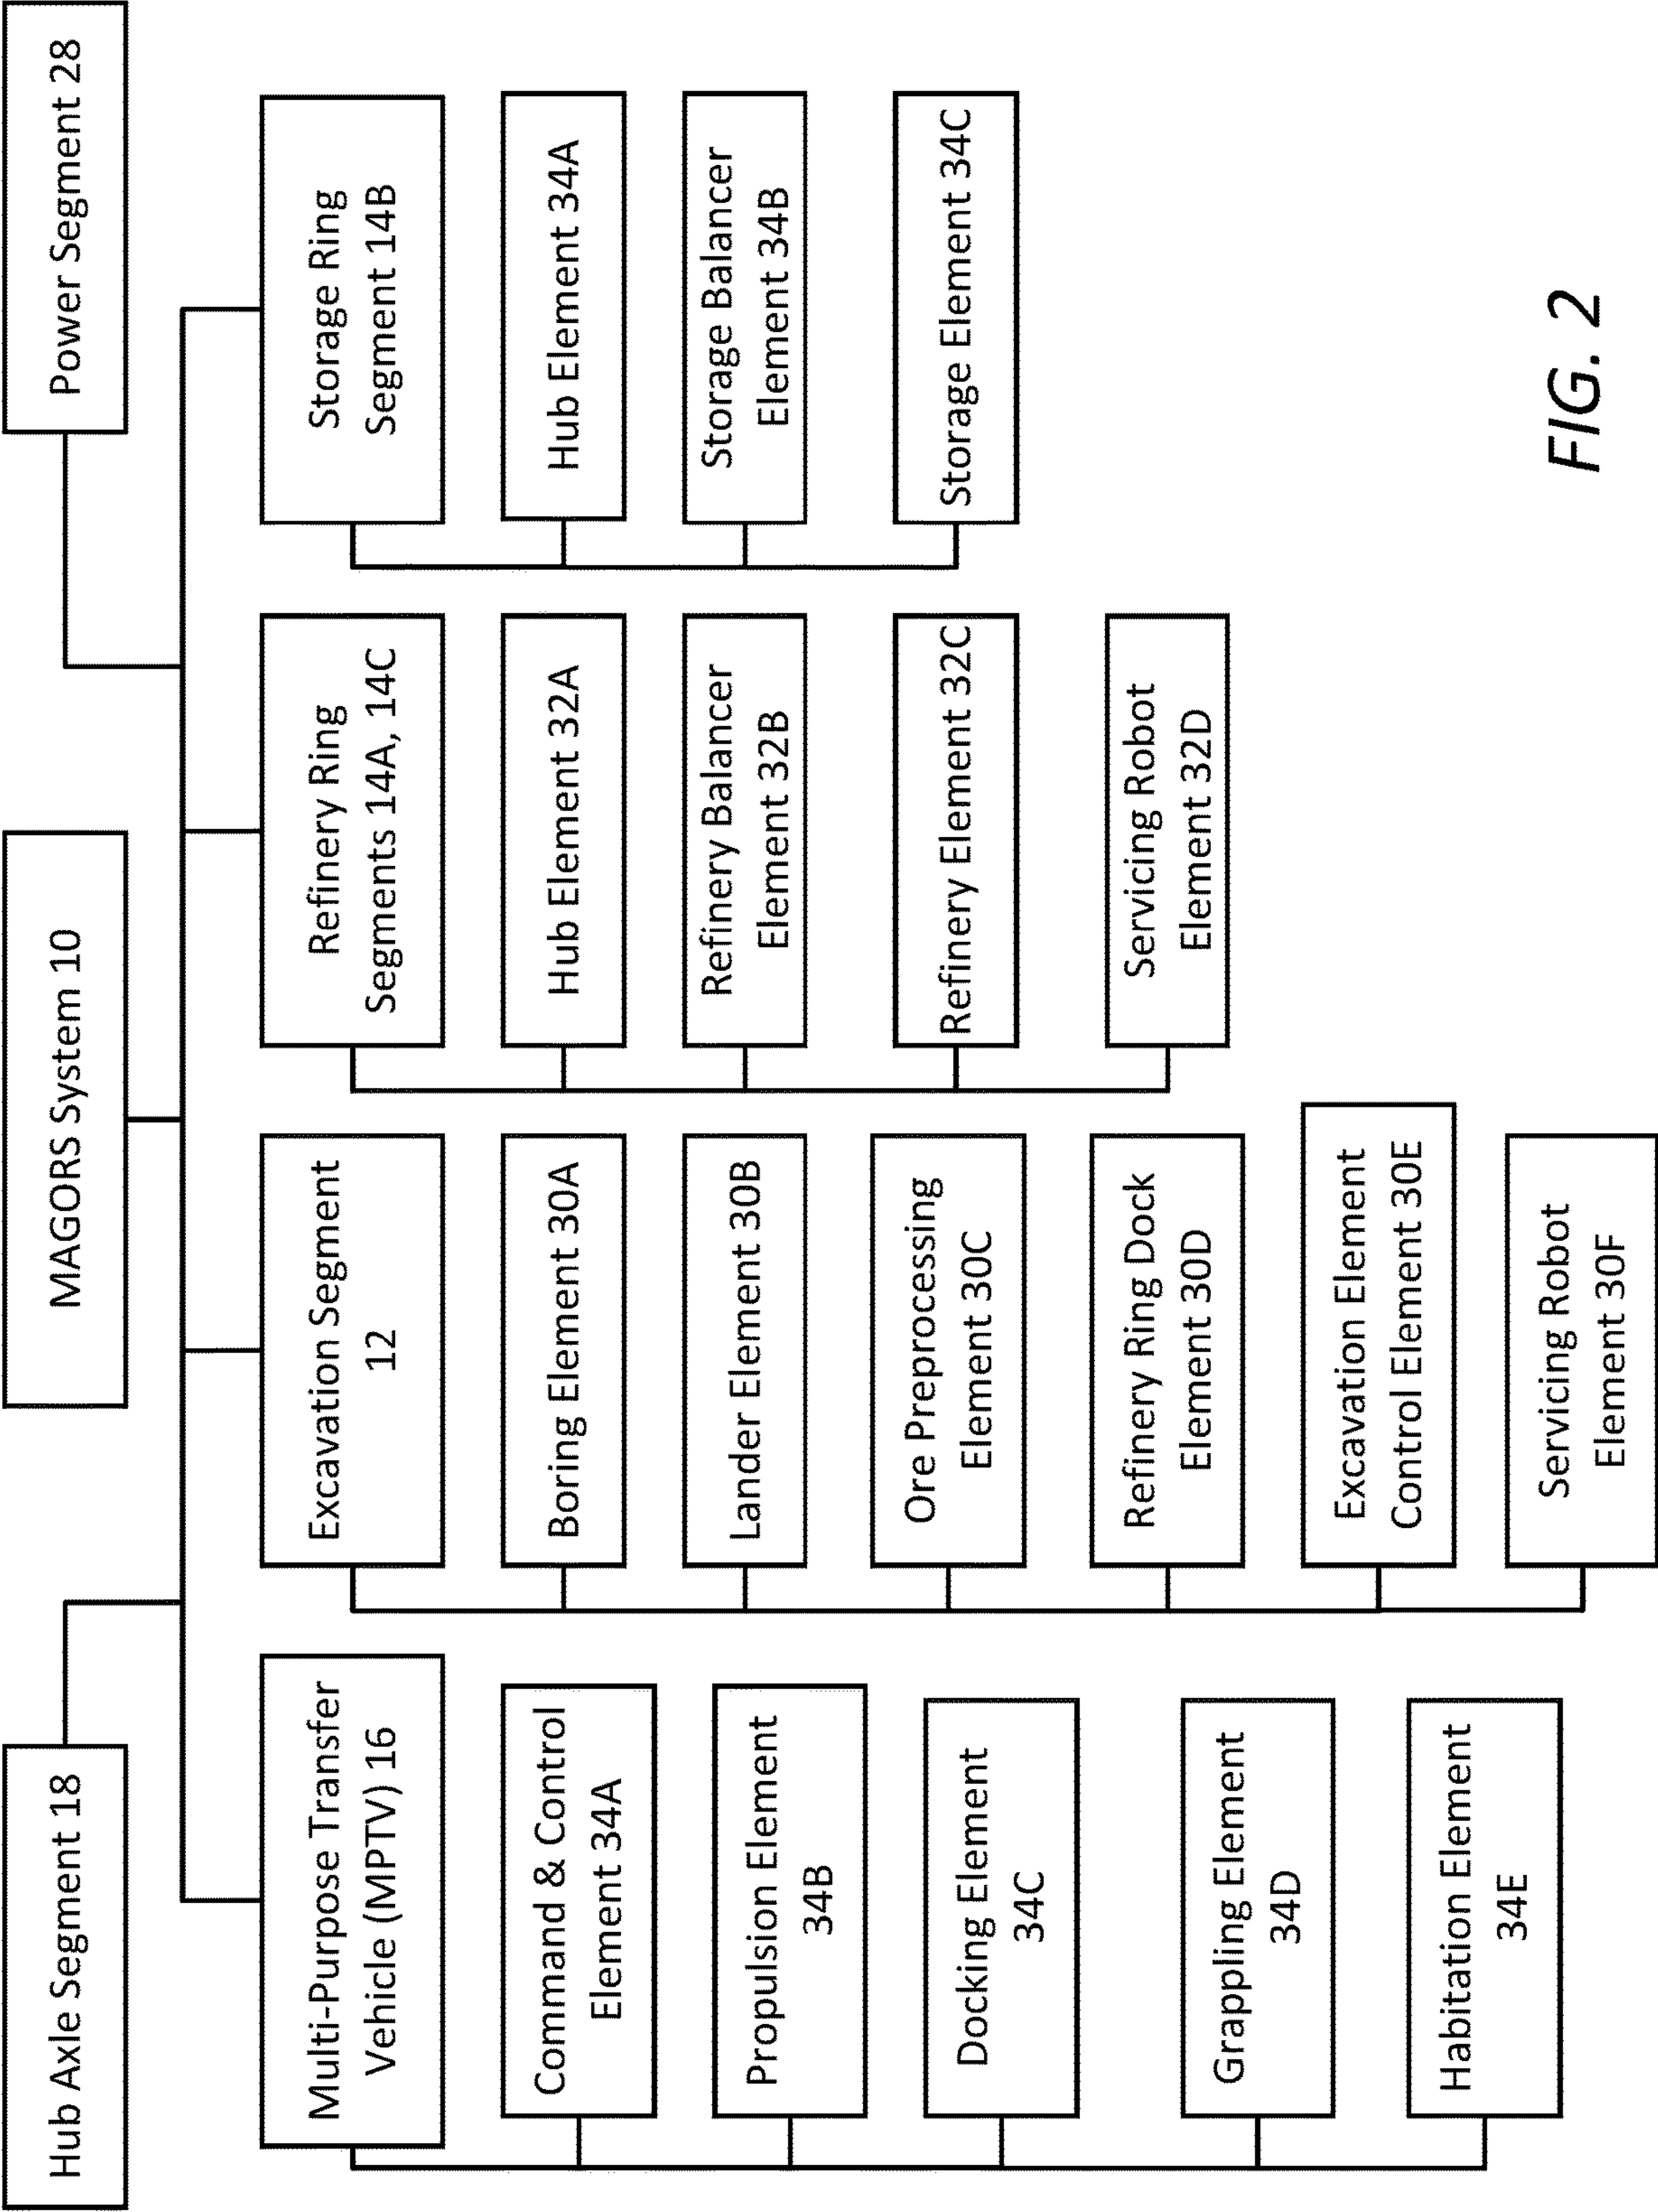 Hub Axle Segment 18
MAGORS System 10
Power Segment 28
Multi-Purpose Transfer
Vehicle (MPTV) 16
Command & Control
Element 34A
Propulsion Element
34B
Docking Element
34C
Grappling Element
34D
Habitation Element
34E
Excavation Segment
12
Boring Element 30A
Lander Element 30B
Ore Preprocessing
Element 30C
Refinery Ring Dock
Element 30D
Excavation Element
Control Element 30E
Servicing Robot
Element 30F
Refinery Ring
Segments 14A, 14C
Hub Element 32A
Refinery Balancer
Element 32B
Refinery Element 32C
Servicing Robot
Element 32D
Storage Ring
Segment 14B
Hub Element 34A
Storage Balancer
Element 34B
Storage Element 34C
FIG. 2